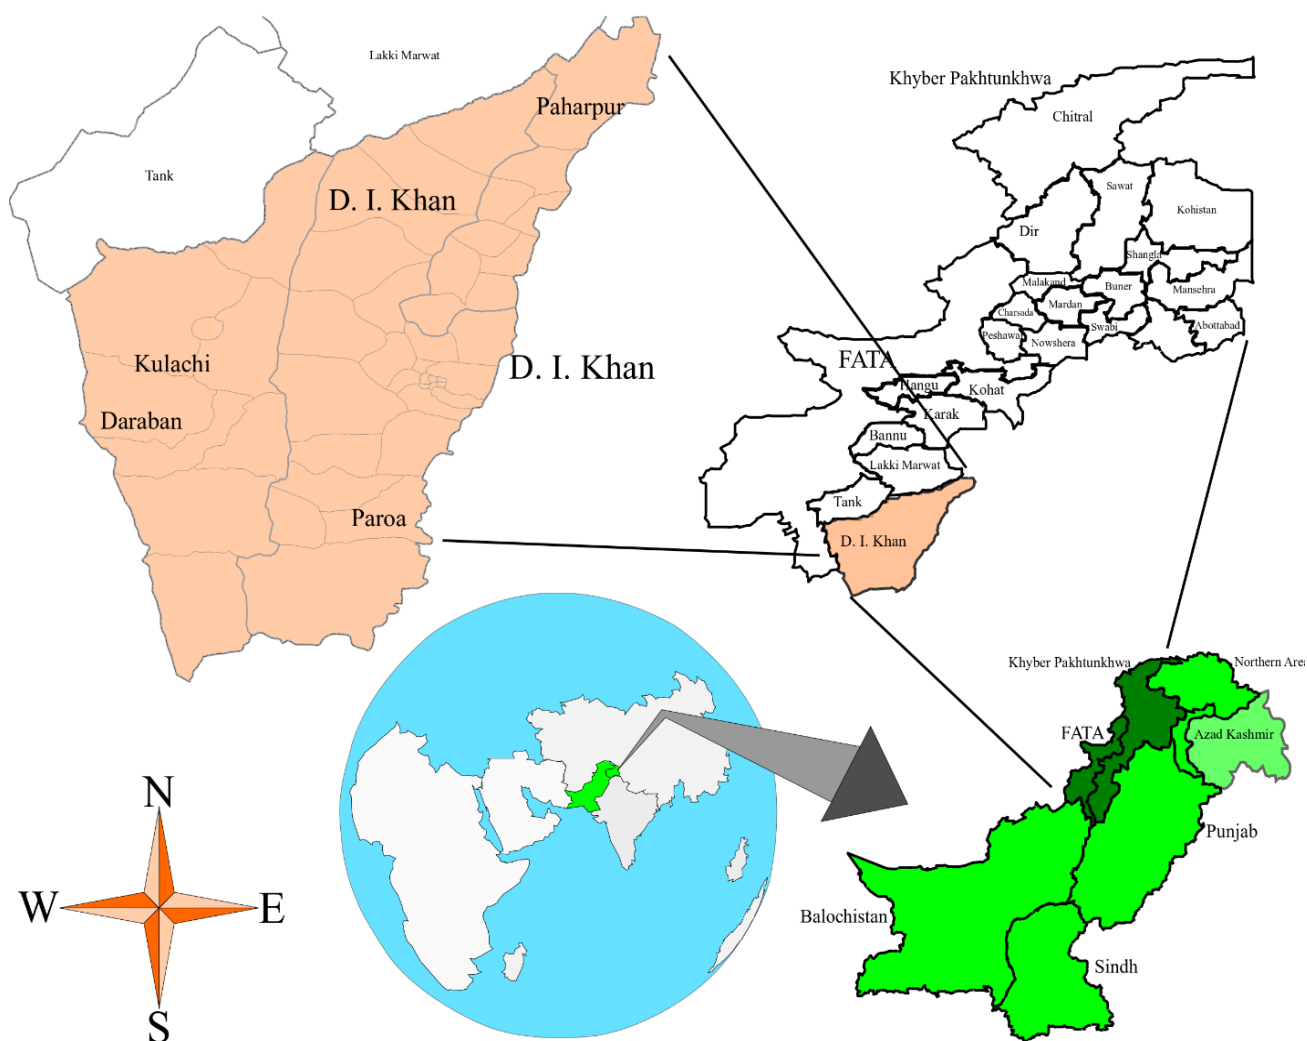 Lakki Marwat
Paharpur
Tank
D. I. Khan
Kulachi
D. I. Khan
Daraban
Paroa
Khyber Pakhtunkhwa
Chitral
Sawat
Kohistan
Dir
Shangla
Malakand
Buner
Mansehra
Mardan
Charsada
Swabi
Abottabad
Peshawa
Nowshera
FATA
Hangu
Kohat
Karak
Bannu
Lakki Marwat
Tank
D. I. Khan
Khyber Pakhtunkhwa
Northern Area
FATA
Azad Kashmir
Punjab
Balochistan
Sindh
N
W
E
S